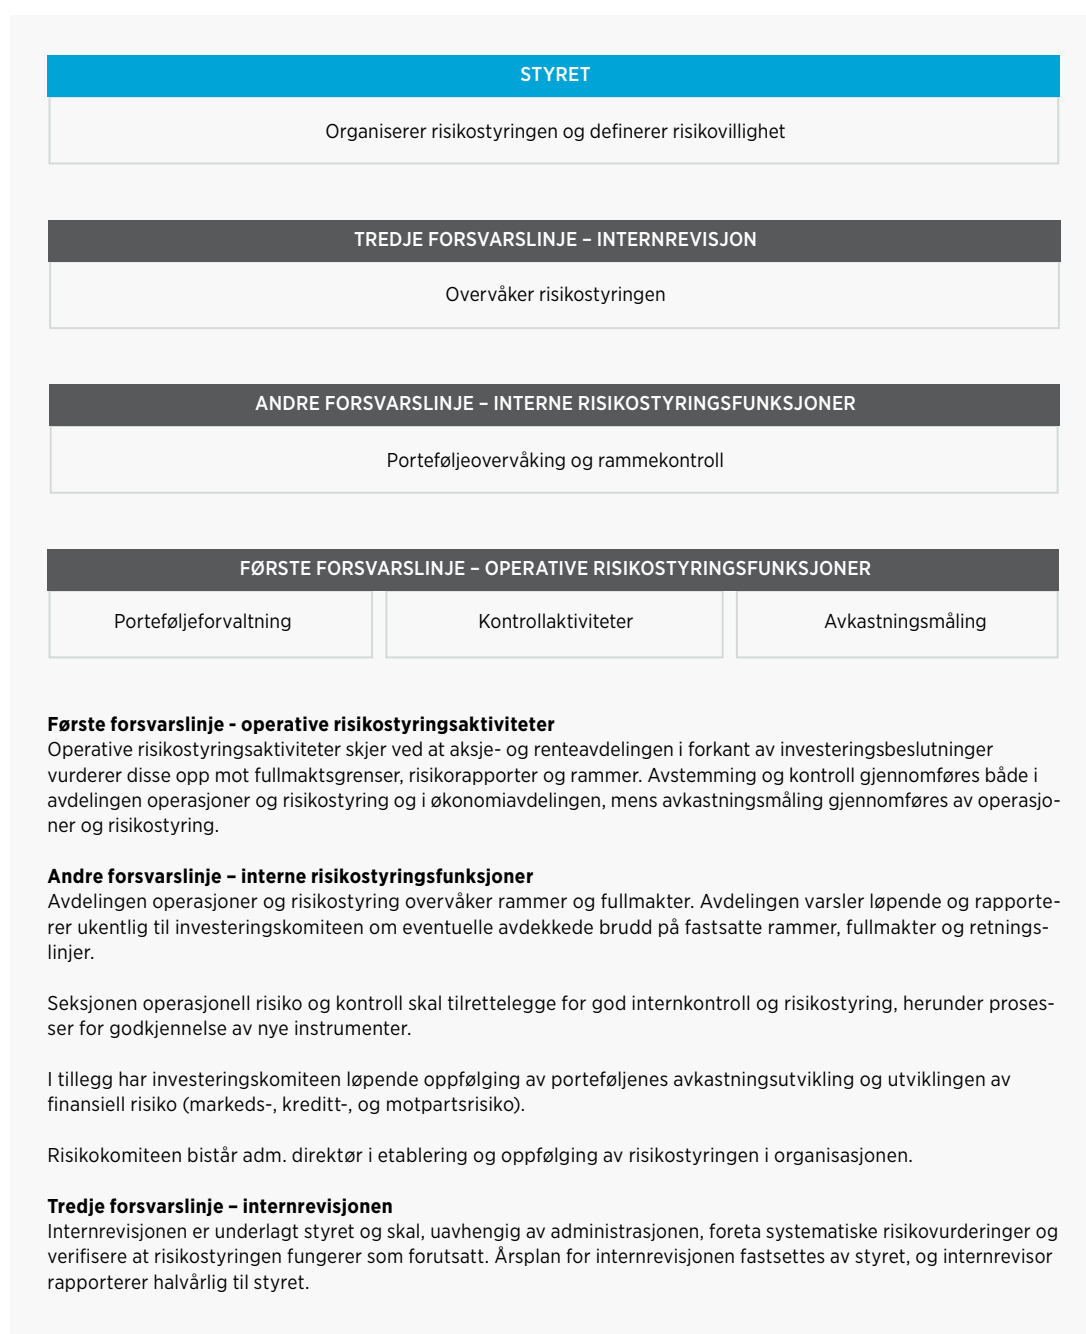 STYRET
Organiserer risikostyringen og definerer risikovillighet
TREDJE FORSVARSLINJE – INTERNREVISJON
Overvåker risikostyringen
ANDRE FORSVARSLINJE – INTERNE RISIKOSTYRINGSFUNKSJONER
Porteføljeovervåking og rammekontroll
FØRSTE FORSVARSLINJE – OPERATIVE RISIKOSTYRINGSFUNKSJONER
Porteføljeforvaltning
Kontrollaktiviteter
Avkastningsmåling
Første forsvarslinje - operative risikostyringsaktiviteter
Operative risikostyringsaktiviteter skjer ved at aksje- og renteavdelingen i forkant av investeringsbeslutninger
vurderer disse opp mot fullmaktsgrenser, risikorapporter og rammer. Avstemming og kontroll gjennomføres både i
avdelingen operasjoner og risikostyring og i økonomiavdelingen, mens avkastningsmåling gjennomføres av operasjo-
ner og risikostyring.
Andre forsvarslinje – interne risikostyringsfunksjoner
Avdelingen operasjoner og risikostyring overvåker rammer og fullmakter. Avdelingen varsler løpende og rapporte-
rer ukentlig til investeringskomiteen om eventuelle avdekkede brudd på fastsatte rammer, fullmakter og retnings-
linjer.
Seksjonen operasjonell risiko og kontroll skal tilrettelegge for god internkontroll og risikostyring, herunder proses-
ser for godkjennelse av nye instrumenter.
I tillegg har investeringskomiteen løpende oppfølging av porteføljenes avkastningsutvikling og utviklingen av
finansiell risiko (markeds-, kreditt-, og motpartsrisiko).
Risikokomiteen bistår adm. direktør i etablering og oppfølging av risikostyringen i organisasjonen.
Tredje forsvarslinje – internrevisjonen
Internrevisjonen er underlagt styret og skal, uavhengig av administrasjonen, foreta systematiske risikovurderinger og
verifisere at risikostyringen fungerer som forutsatt. Årsplan for internrevisjonen fastsettes av styret, og internrevisor
rapporterer halvårlig til styret.